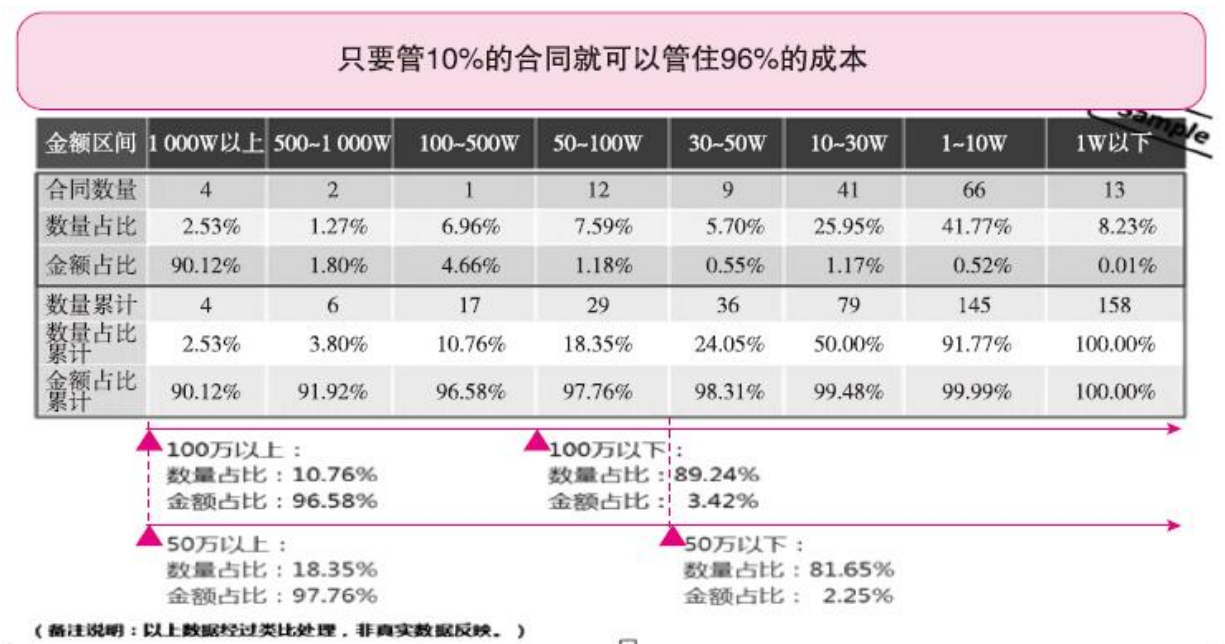 只要管10%的合同就可以管住96%的成本
sample
金额区间 1 000W以上 500~1 000W 100~500W 50~100W 30~50W 10~30W 1~10W 1W以下
合同数量 4 2 1 12 9 41 66 13
数量占比 2.53% 1.27% 6.96% 7.59% 5.70% 25.95% 41.77% 8.23%
金额占比 90.12% 1.80% 4.66% 1.18% 0.55% 1.17% 0.52% 0.01%
数量累计 4 6 17 29 36 79 145 158
数量占比累计 2.53% 3.80% 10.76% 18.35% 24.05% 50.00% 91.77% 100.00%
金额占比累计 90.12% 91.92% 96.58% 97.76% 98.31% 99.48% 99.99% 100.00%
100万以上：
数量占比：10.76%
金额占比：96.58%
100万以下：
数量占比：89.24%
金额占比： 3.42%
50万以上：
数量占比：18.35%
金额占比：97.76%
50万以下：
数量占比：81.65%
金额占比： 2.25%
（备注说明：以上数据经过类比处理，非真实数据反映。）